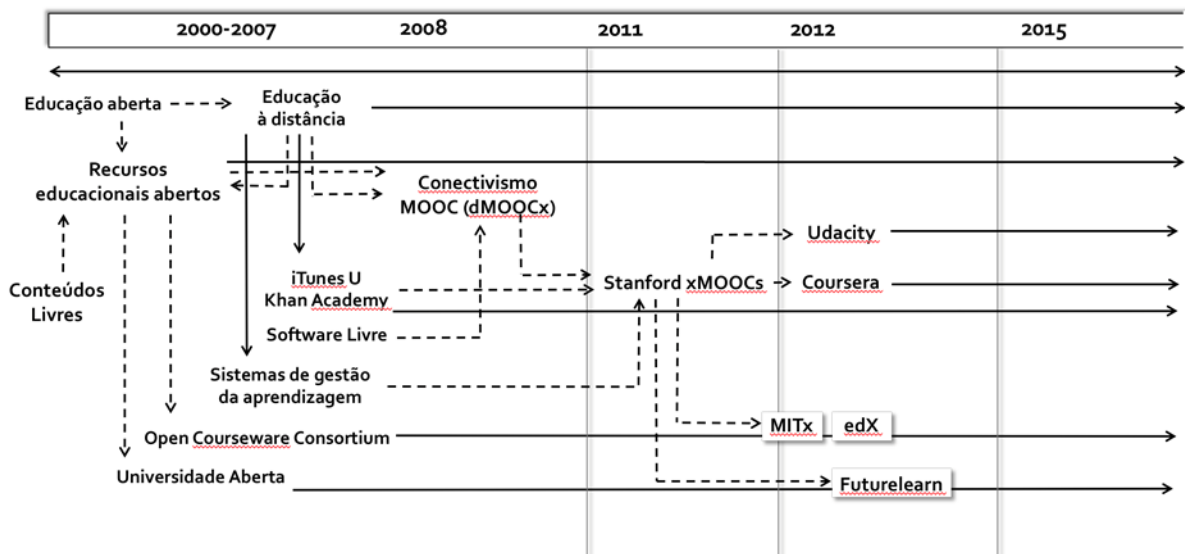 2000-2007
2008
2011
2012
2015
Educação aberta
Educação
à distância
Recursos
educacionais abertos
Conectivismo
MOOC (dMOOCx)
Udacity
iTunes U
Khan Academy
Stanford xMOOCs
Coursera
Conteúdos
Livres
Software Livre
Sistemas de gestão
da aprendizagem
MITx
edX
Open Courseware Consortium
Universidade Aberta
Futurelearn